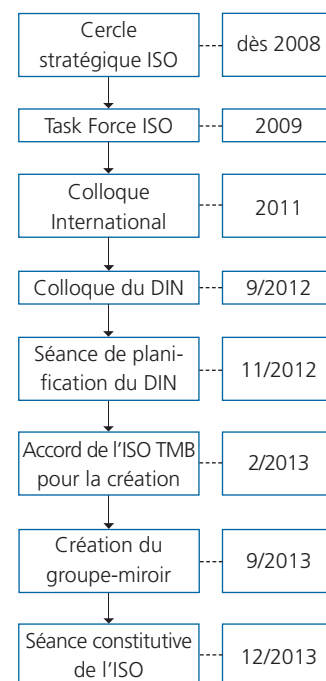 Cercle
stratégique ISO
dès 2008
Task Force ISO
2009
Colloque
International
2011
Colloque du DIN
9/2012
Séance de plani-
fication du DIN
11/2012
Accord de l'ISO TMB
pour la création
2/2013
Création du
groupe-miroir
9/2013
Séance constitutive
de l'ISO
12/2013